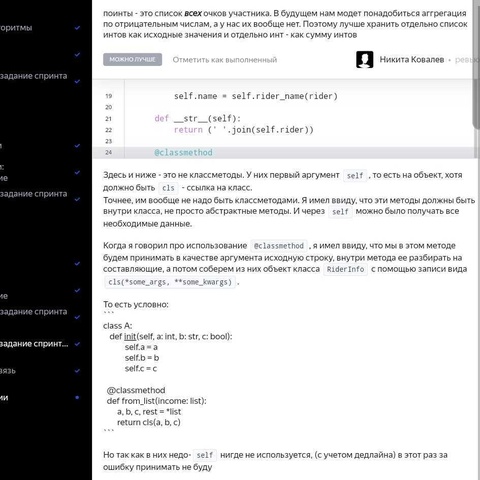 поинты - это список всех очков участника. В будущем нам модет понадобиться аггрегация
по отрицательным числам, а у нас их вообще нет. Поэтому лучше хранить отдельно список
интов как исходные значения и отдельно инт - как сумму интов
МОЖНО ЛУЧШЕ Отметить как выполненный Никита Ковалев •
19 self.name = self.rider_name(rider)
20
21 def __str__(self):
22 return (' '.join(self.rider))
23
24 @classmethod
Здесь и ниже - это не классметоды. У них первый аргумент self , то есть на объект, хотя
должно быть cls - ссылка на класс.
Точнее, им вообще не надо быть классметодами. Я имел ввиду, что эти методы должны быть
внутри класса, не просто абстрактные методы. И через self можно было получать все
необходимые данные.
Когда я говорил про использование @classmethod , я имел ввиду, что мы в этом методе
будем принимать в качестве аргумента исходную строку, внутри метода ее разбирать на
составляющие, а потом соберем из них объект класса RiderInfo с помощью записи вида
cls(*some_args, **some_kwargs) .
То есть условно:
```
class A:
def init(self, a: int, b: str, c: bool):
self.a = a
self.b = b
self.c = c
@classmethod
def from_list(income: list):
a, b, c, rest = *list
return cls(a, b, c)
```
Но так как в них недо- self нигде не используется, (с учетом дедлайна) в этот раз за
ошибку принимать не буду
горитмы
задание спринта
и:
ие
задание спринта
ие
задание спринта
задание спринт...
вязь
ии